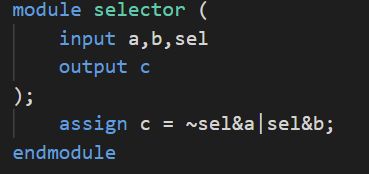 module selector (
    input a,b,sel
    output c
);
    assign c = ~sel&a|sel&b;
endmodule